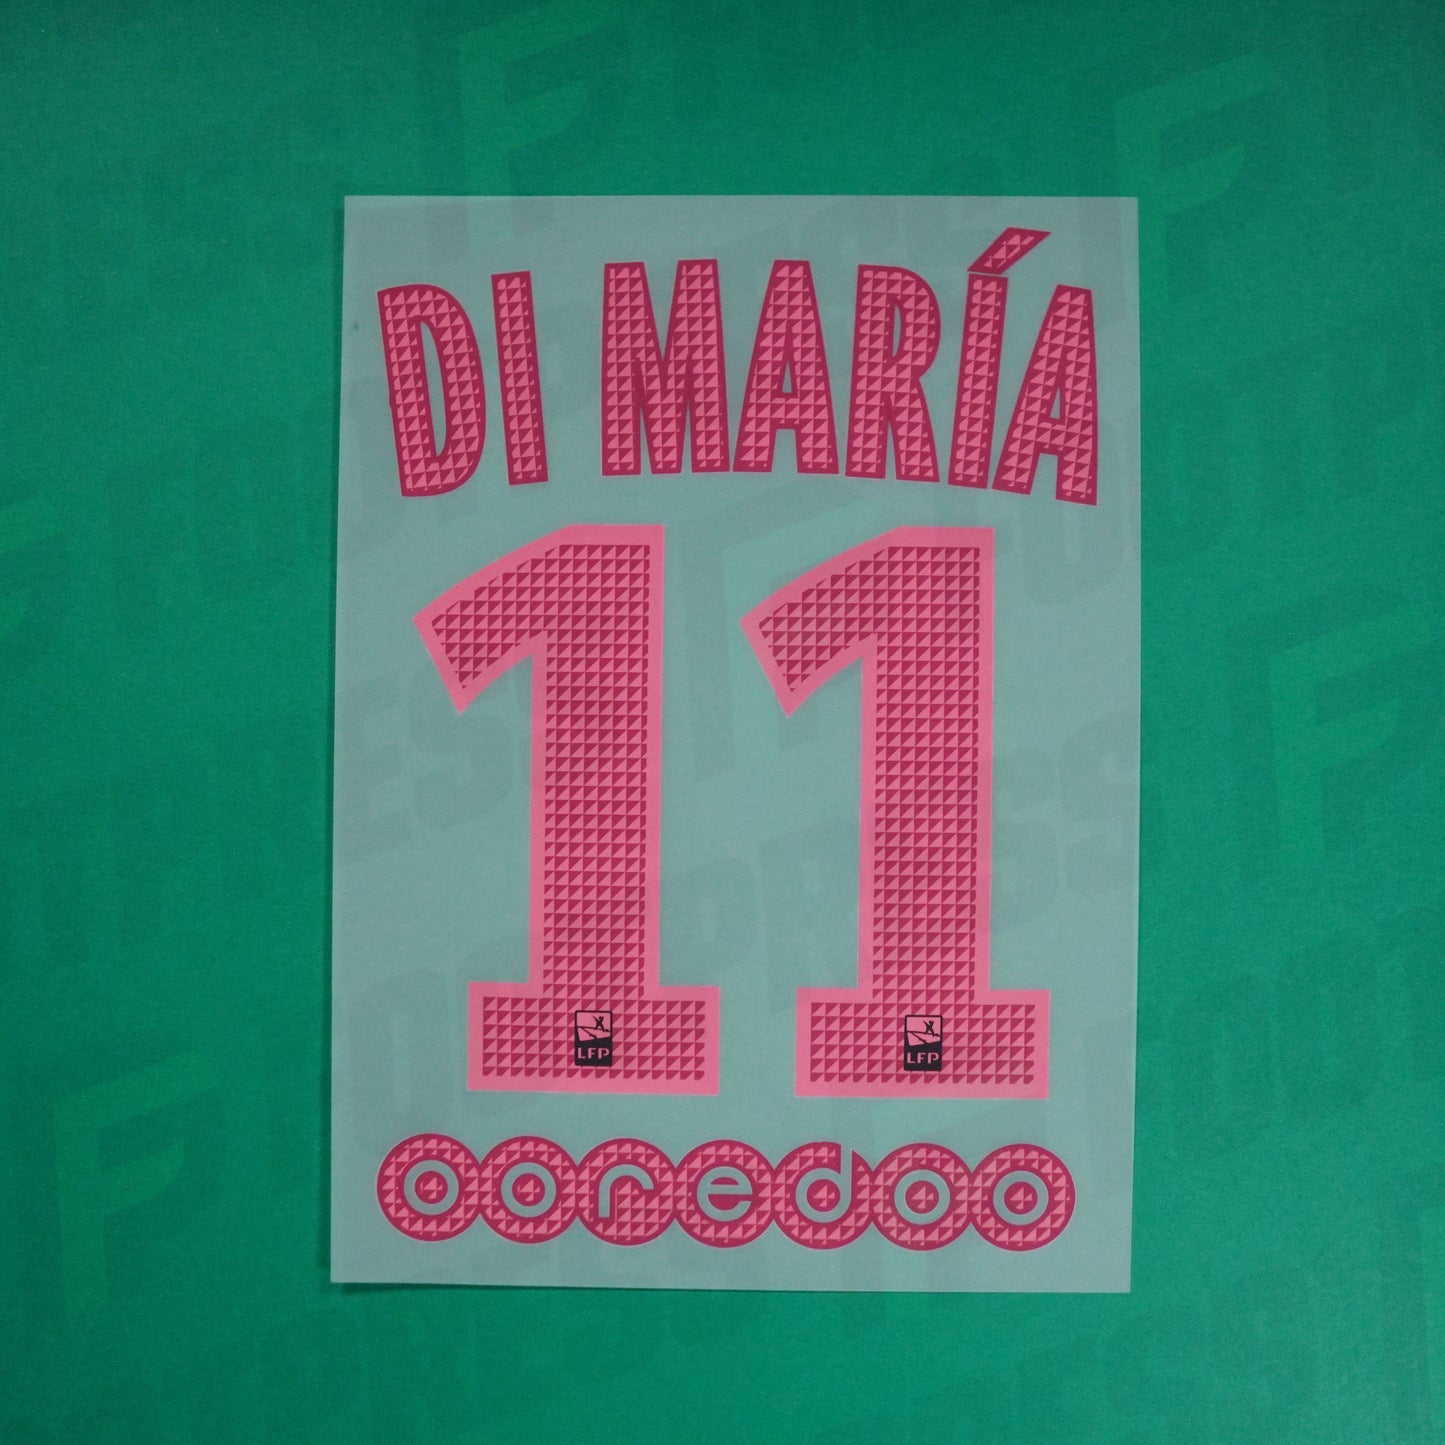 DI MARÍA
11
LFP LFP
ooredoo